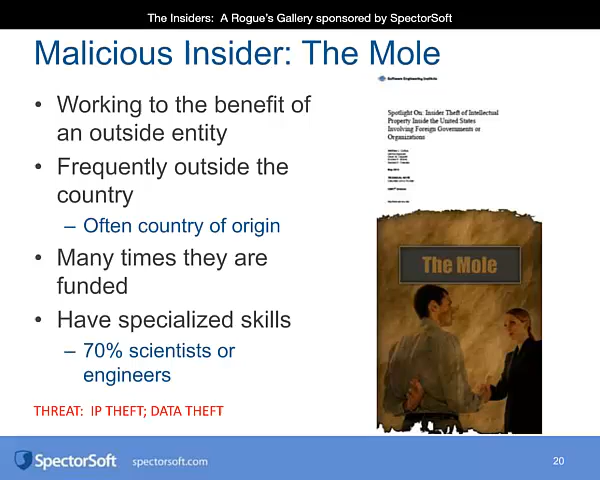 The Insiders: A Rogue's Gallery sponsored by SpectorSoft
Malicious Insider: The Mole
• Working to the benefit of
an outside entity
• Frequently outside the
country
– Often country of origin
• Many times they are
funded
• Have specialized skills
– 70% scientists or
engineers
THREAT: IP THEFT; DATA THEFT
Software Engineering Institute
Spotlight On: Insider Theft of Intellectual
Property Inside the United States
Involving Foreign Governments or
Organizations
The Mole
SpectorSoft
spectorsoft.com
20